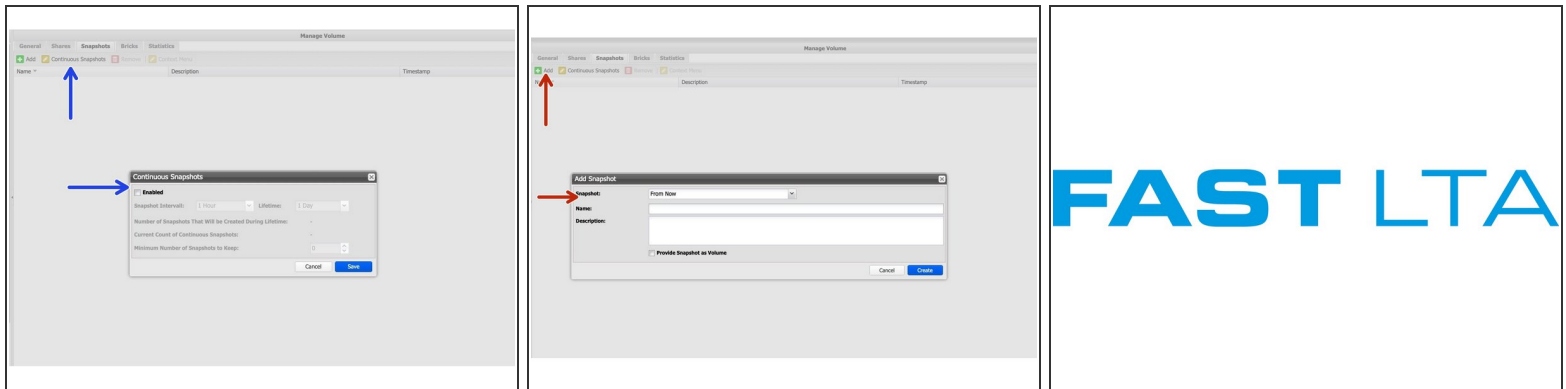 Manage Volume
General Shares Snapshots Bricks Statistics
Add Continuous Snapshots Remove Context Menu
Name Description Timestamp
Continuous Snapshots
Enabled
Snapshot Intervall: 1 Hour Lifetime: 1 Day
Number of Snapshots That Will be Created During Lifetime: -
Current Count of Continuous Snapshots: -
Minimum Number of Snapshots to Keep: 0
Cancel Save
Manage Volume
General Shares Snapshots Bricks Statistics
Add Continuous Snapshots Remove Context Menu
Description Timestamp
Add Snapshot
Snapshot: From Now
Name:
Description:
Provide Snapshot as Volume
Cancel Create
FAST LTA